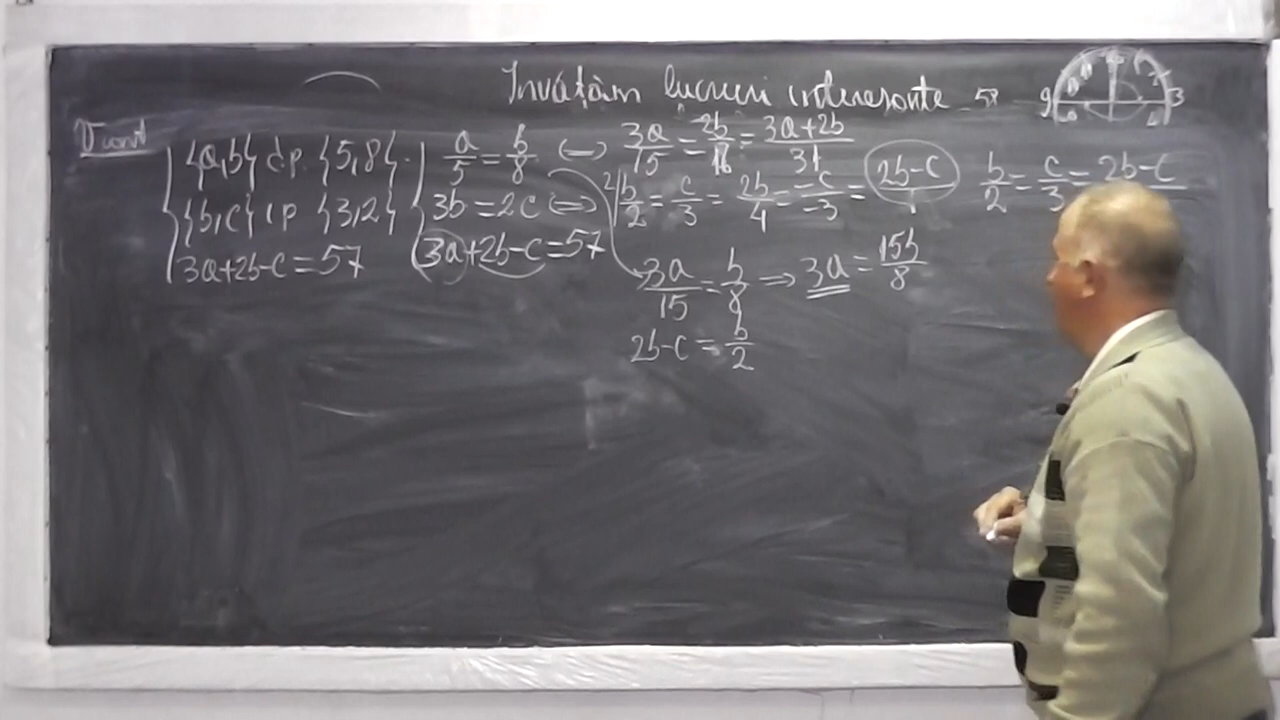 Învățăm lucruri interesante 58
9 3
{a,b} d.p. {5,8}
{b,c} i p {3,2}
3a+2b-c=57
a/5 = b/8 <=> 3a/15 = 2b/16 = 3a+2b/31
3b=2c <=> b/2 = c/3 = 2b/4 = -c/-3 = 2b-c/1
b/2 = c/3 = 2b-c
3a+2b-c=57
3a/15 = b/8 => 3a = 15b/8
2b-c = b/2